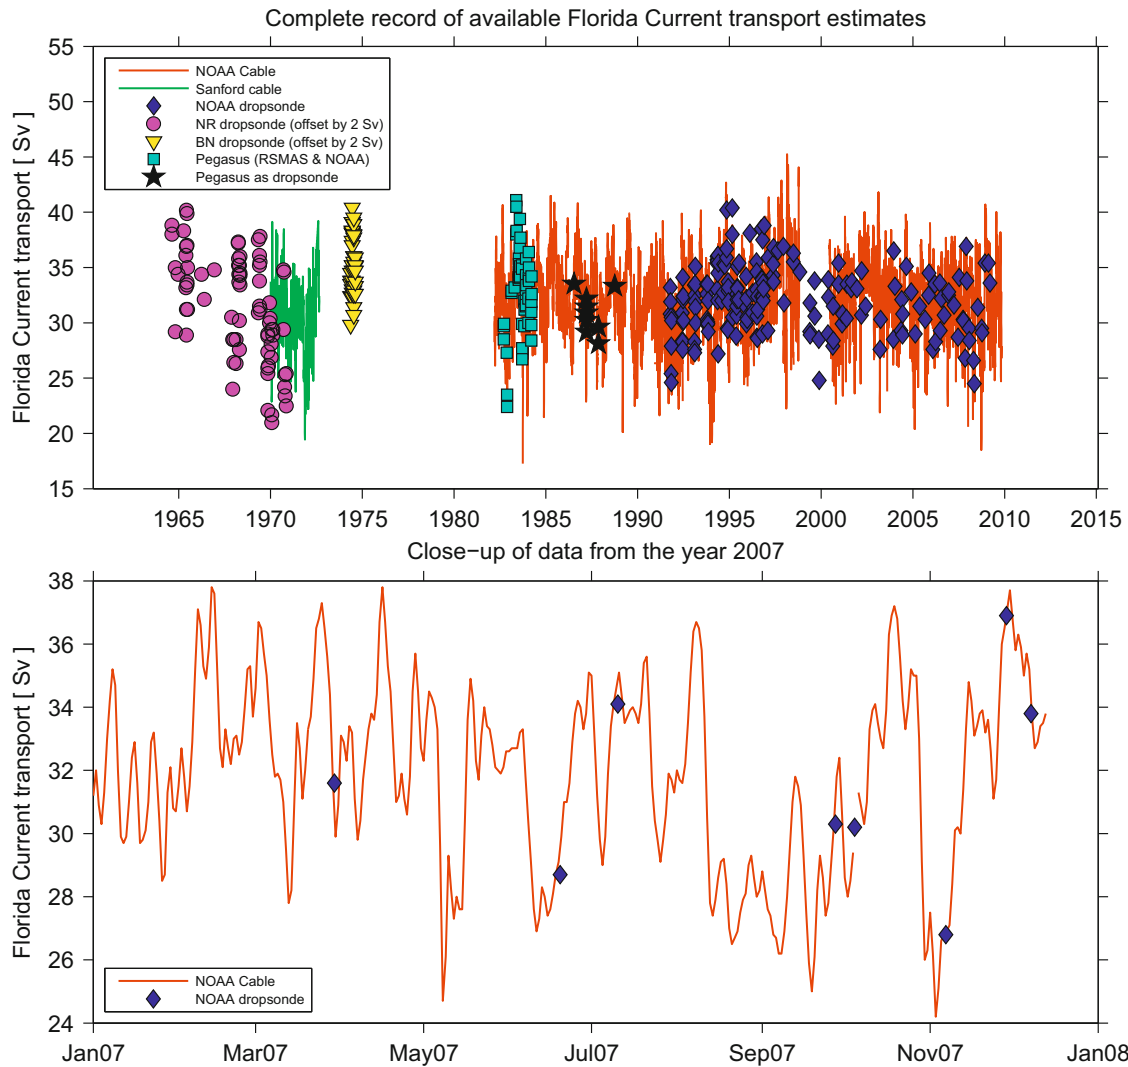 Complete record of available Florida Current transport estimates
Florida Current transport [ Sv ]
55
50
45
40
35
30
25
20
15
NOAA Cable
Sanford cable
NOAA dropsonde
NR dropsonde (offset by 2 Sv)
BN dropsonde (offset by 2 Sv)
Pegasus (RSMAS & NOAA)
Pegasus as dropsonde
1965 1970 1975 1980 1985 1990 1995 2000 2005 2010 2015
Close−up of data from the year 2007
Florida Current transport [ Sv ]
38
36
34
32
30
28
26
24
NOAA Cable
NOAA dropsonde
Jan07 Mar07 May07 Jul07 Sep07 Nov07 Jan08